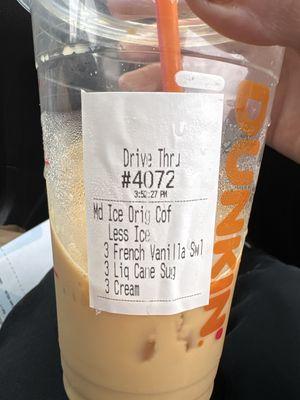 Drive Thru
#4072
3:52:27 PM
Md Ice Orig Cof
Less Ice
3 French Vanilla Swl
3 Liq Cane Sug
3 Cream
DUNKIN'